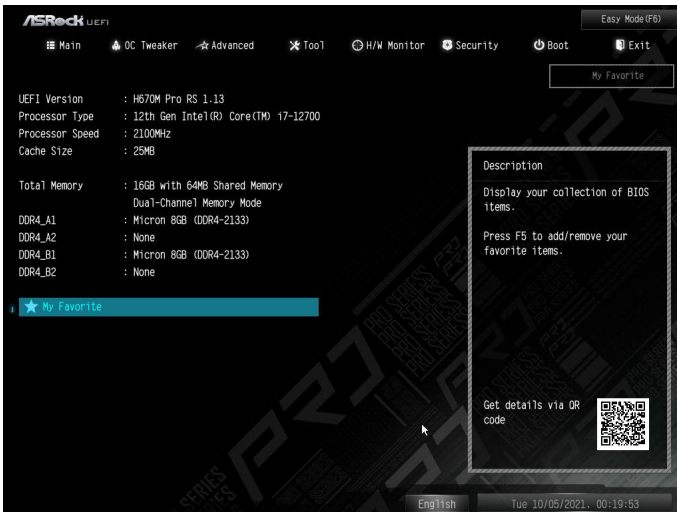 ASRock UEFI
Easy Mode(F6)
Main OC Tweaker Advanced Tool H/W Monitor Security Boot Exit
My Favorite
UEFI Version : H670M Pro RS 1.13
Processor Type : 12th Gen Intel(R) Core(TM) i7-12700
Processor Speed : 2100MHz
Cache Size : 25MB
Total Memory : 16GB with 64MB Shared Memory
Dual-Channel Memory Mode
DDR4_A1 : Micron 8GB (DDR4-2133)
DDR4_A2 : None
DDR4_B1 : Micron 8GB (DDR4-2133)
DDR4_B2 : None
My Favorite
Description
Display your collection of BIOS
items.
Press F5 to add/remove your
favorite items.
Get details via QR
code
PRO SERIES
English
Tue 10/05/2021. 00:19:53